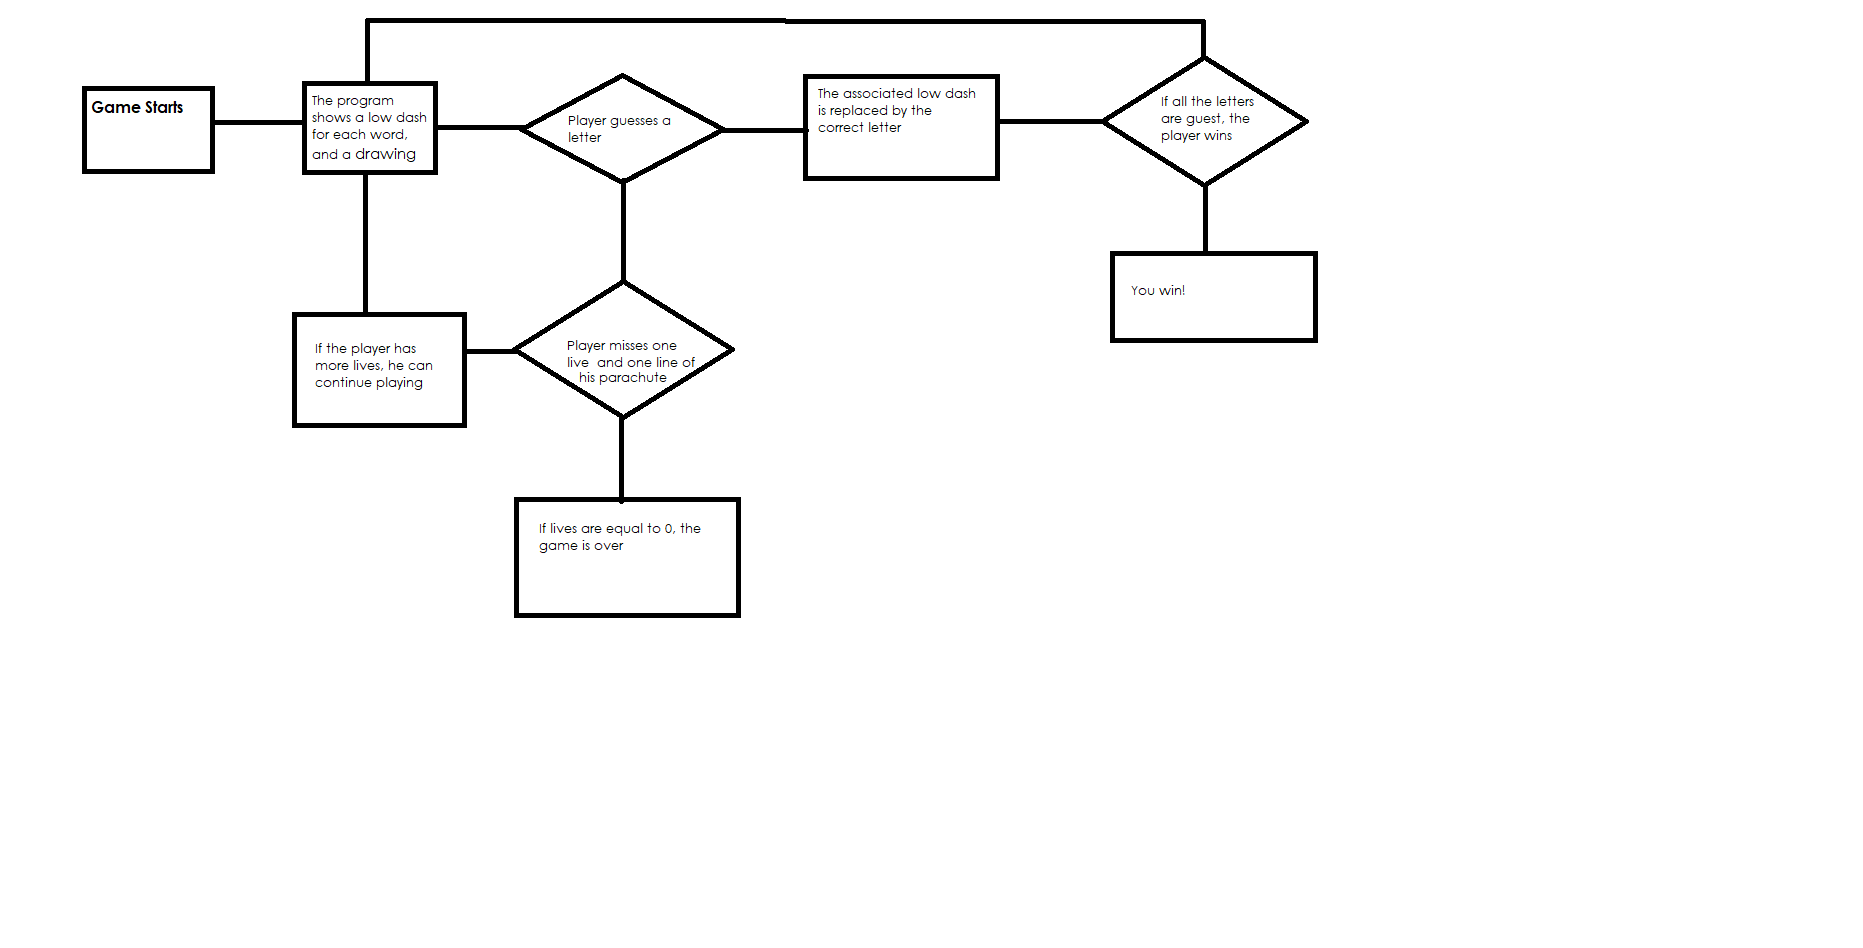 Game Starts
The program
shows a low dash
for each word,
and a drawing
Player guesses a
letter
The associated low dash
is replaced by the
correct letter
If all the letters
are guest, the
player wins
You win!
If the player has
more lives, he can
continue playing
Player misses one
live  and one line of
his parachute
If lives are equal to 0, the
game is over